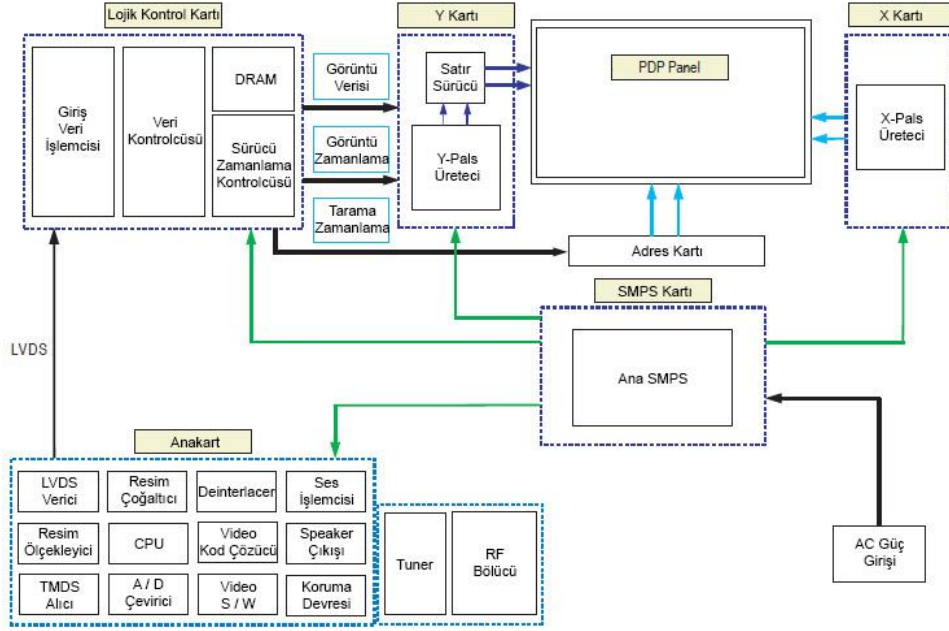 Lojik Kontrol Kartı
Y Kartı
X Kartı
Giriş
Veri
İşlemcisi
Veri
Kontrolcüsü
DRAM
Sürücü
Zamanlama
Kontrolcüsü
Görüntü
Verisi
Görüntü
Zamanlama
Tarama
Zamanlama
Satır
Sürücü
Y-Pals
Üreteci
PDP Panel
X-Pals
Üreteci
Adres Kartı
SMPS Kartı
Ana SMPS
LVDS
Anakart
LVDS
Verici
Resim
Çoğaltıcı
Deinterlacer
Ses
İşlemcisi
Resim
Ölçekleyici
CPU
Video
Kod Çözücü
Speaker
Çıkışı
TMDS
Alıcı
A / D
Çevirici
Video
S / W
Koruma
Devresi
Tuner
RF
Bölücü
AC Güç
Girişi